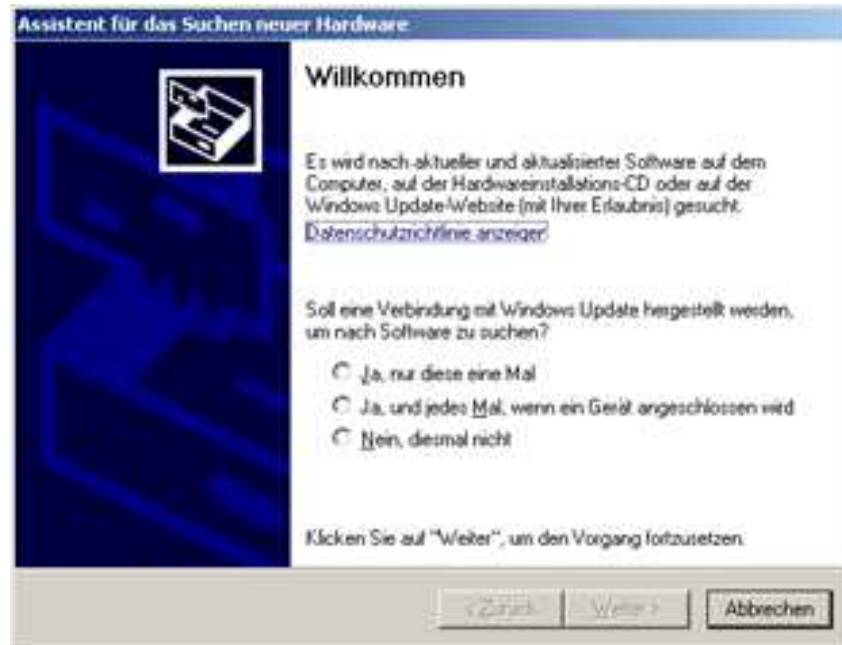 Assistent für das Suchen neuer Hardware
Willkommen
Es wird nach aktueller und aktualisierter Software auf dem
Computer, auf der Hardwareinstallations-CD oder auf der
Windows Update-Website (mit Ihrer Erlaubnis) gesucht.
Datenschutzrichtlinie anzeigen
Soll eine Verbindung mit Windows Update hergestellt werden,
um nach Software zu suchen?
Ja, nur diese eine Mal
Ja, und jedes Mal, wenn ein Gerät angeschlossen wird
Nein, diesmal nicht
Klicken Sie auf "Weiter", um den Vorgang fortzusetzen.
< Zurück Weiter > Abbrechen